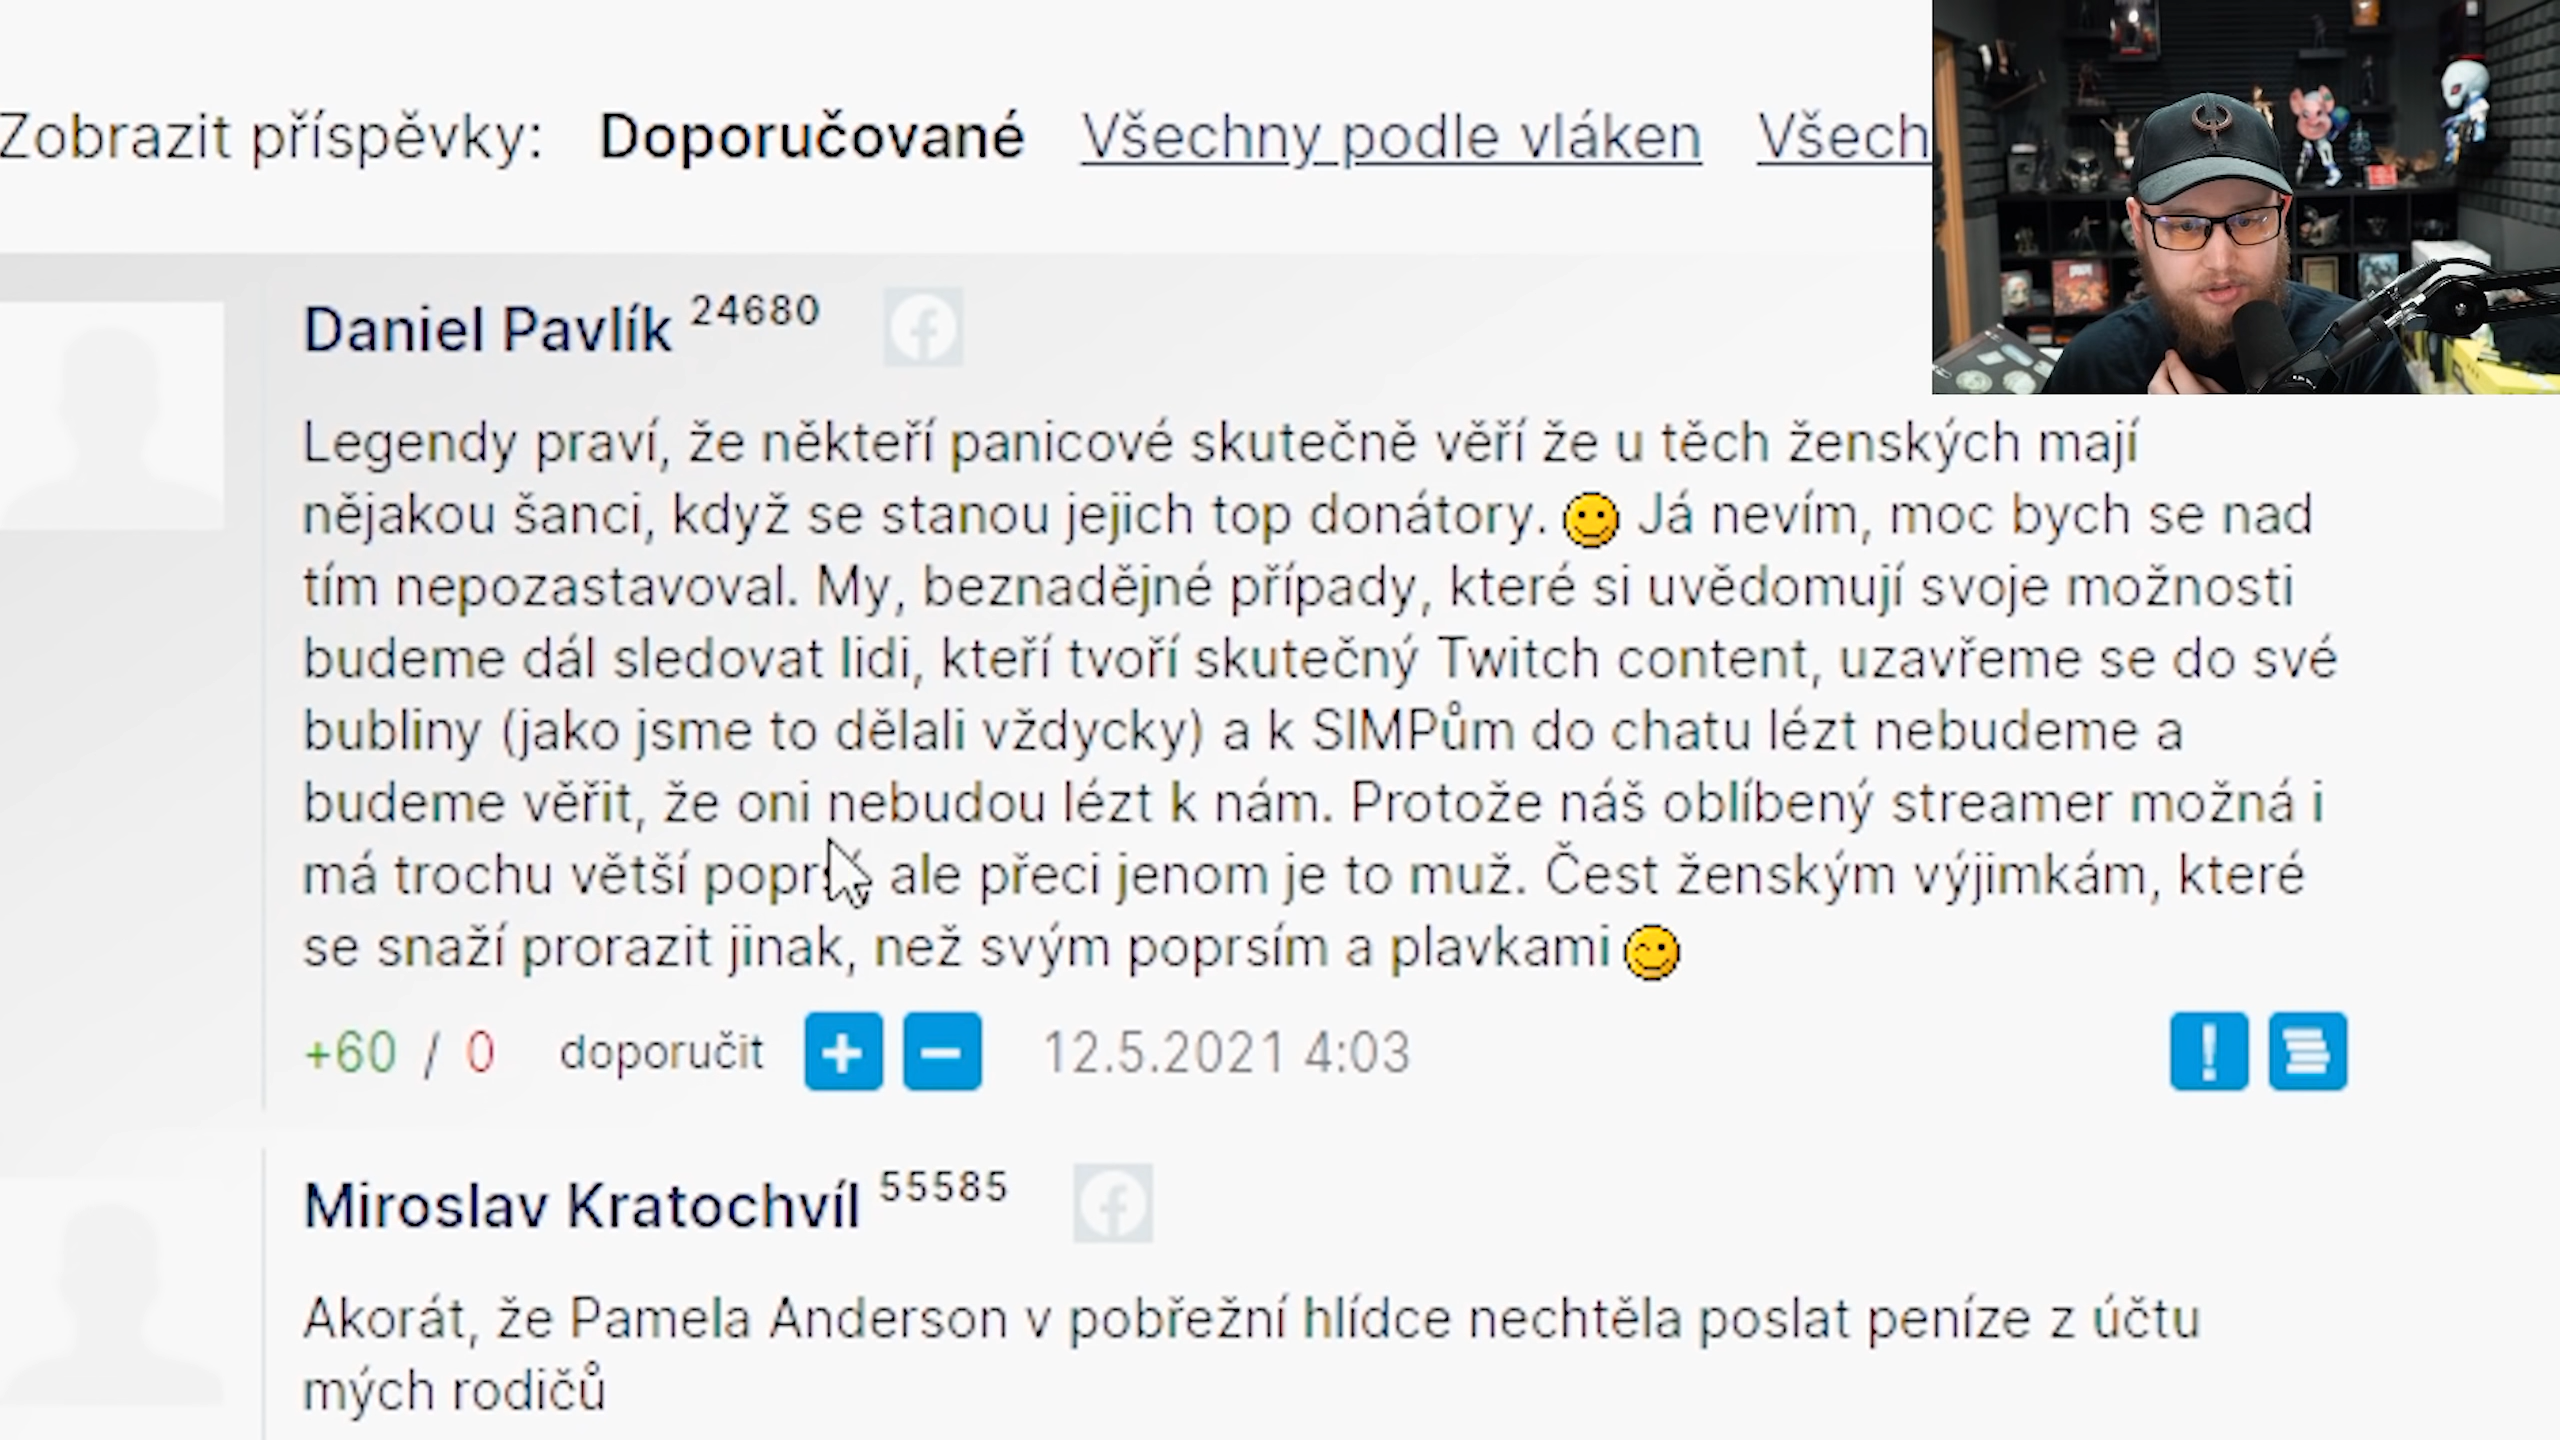 Zobrazit příspěvky: Doporučované Všechny podle vláken Všech
Daniel Pavlík 24680
Legendy praví, že někteří panicové skutečně věří že u těch ženských mají
nějakou šanci, když se stanou jejich top donátory. Já nevím, moc bych se nad
tím nepozastavoval. My, beznadějné případy, které si uvědomují svoje možnosti
budeme dál sledovat lidi, kteří tvoří skutečný Twitch content, uzavřeme se do své
bubliny (jako jsme to dělali vždycky) a k SIMPům do chatu lézt nebudeme a
budeme věřit, že oni nebudou lézt k nám. Protože náš oblíbený streamer možná i
má trochu větší ale přeci jenom je to muž. Čest ženským výjimkám, které
se snaží prorazit jinak, než svým poprsím a plavkami
+60 / 0 doporučit + − 12.5.2021 4:03
Miroslav Kratochvíl 55585
Akorát, že Pamela Anderson v pobřežní hlídce nechtěla poslat peníze z účtu
mých rodičů